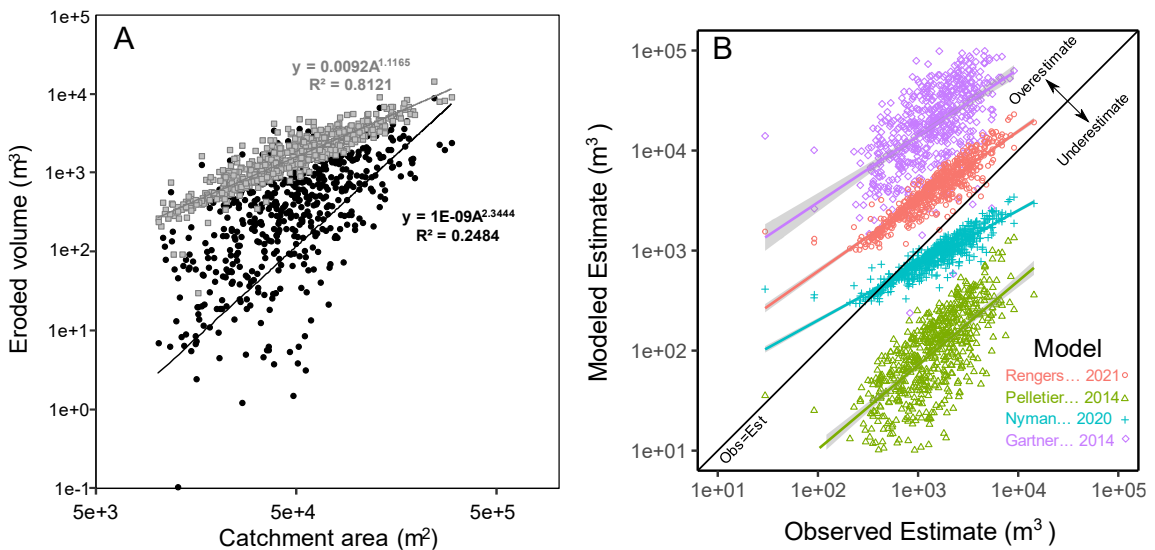 A
1e+5
1e+4
1e+3
1e+2
1e+1
1e+0
1e-1
Eroded volume (m³)
y = 0.0092A^1.1165
R² = 0.8121
y = 1E-09A^2.3444
R² = 0.2484
5e+3
5e+4
5e+5
Catchment area (m²)
B
1e+05
1e+04
1e+03
1e+02
1e+01
Modeled Estimate (m³ )
Overestimate
Underestimate
Obs=Est
Model
Rengers... 2021
Pelletier... 2014
Nyman... 2020
Gartner... 2014
1e+01
1e+02
1e+03
1e+04
1e+05
Observed Estimate (m³ )